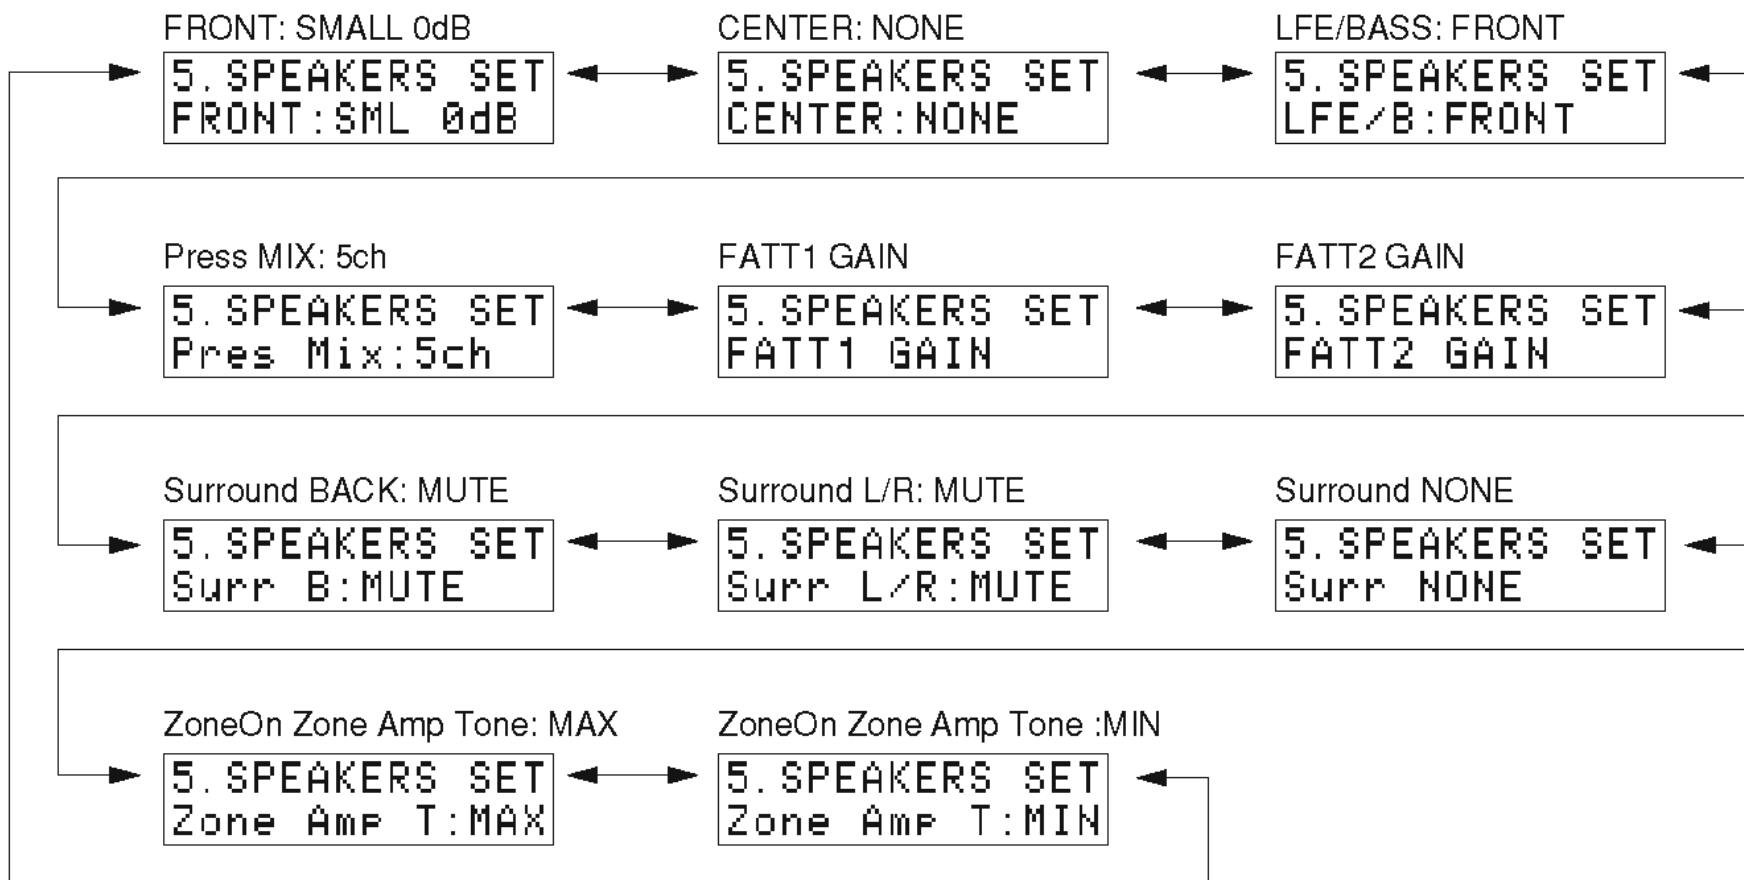 FRONT: SMALL 0dB
5.SPEAKERS SET
FRONT:SML 0dB
CENTER: NONE
5.SPEAKERS SET
CENTER:NONE
LFE/BASS: FRONT
5.SPEAKERS SET
LFE/B:FRONT
Press MIX: 5ch
5.SPEAKERS SET
Pres Mix:5ch
FATT1 GAIN
5.SPEAKERS SET
FATT1 GAIN
FATT2 GAIN
5.SPEAKERS SET
FATT2 GAIN
Surround BACK: MUTE
5.SPEAKERS SET
Surr B:MUTE
Surround L/R: MUTE
5.SPEAKERS SET
Surr L/R:MUTE
Surround NONE
5.SPEAKERS SET
Surr NONE
ZoneOn Zone Amp Tone: MAX
5.SPEAKERS SET
Zone Amp T:MAX
ZoneOn Zone Amp Tone :MIN
5.SPEAKERS SET
Zone Amp T:MIN